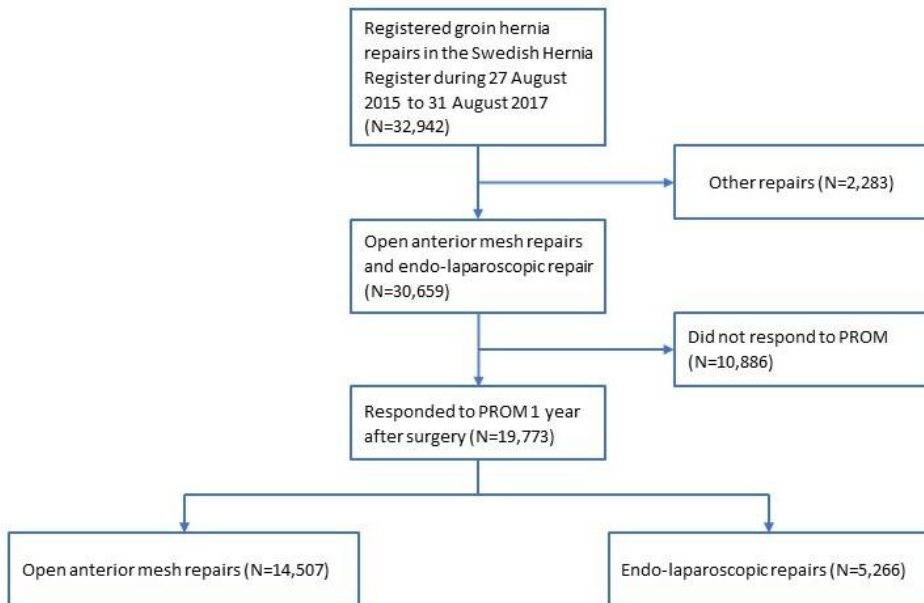 Registered groin hernia
repairs in the Swedish Hernia
Register during 27 August
2015 to 31 August 2017
(N=32,942)
Other repairs (N=2,283)
Open anterior mesh repairs
and endo-laparoscopic repair
(N=30,659)
Did not respond to PROM
(N=10,886)
Responded to PROM 1 year
after surgery (N=19,773)
Open anterior mesh repairs (N=14,507)
Endo-laparoscopic repairs (N=5,266)